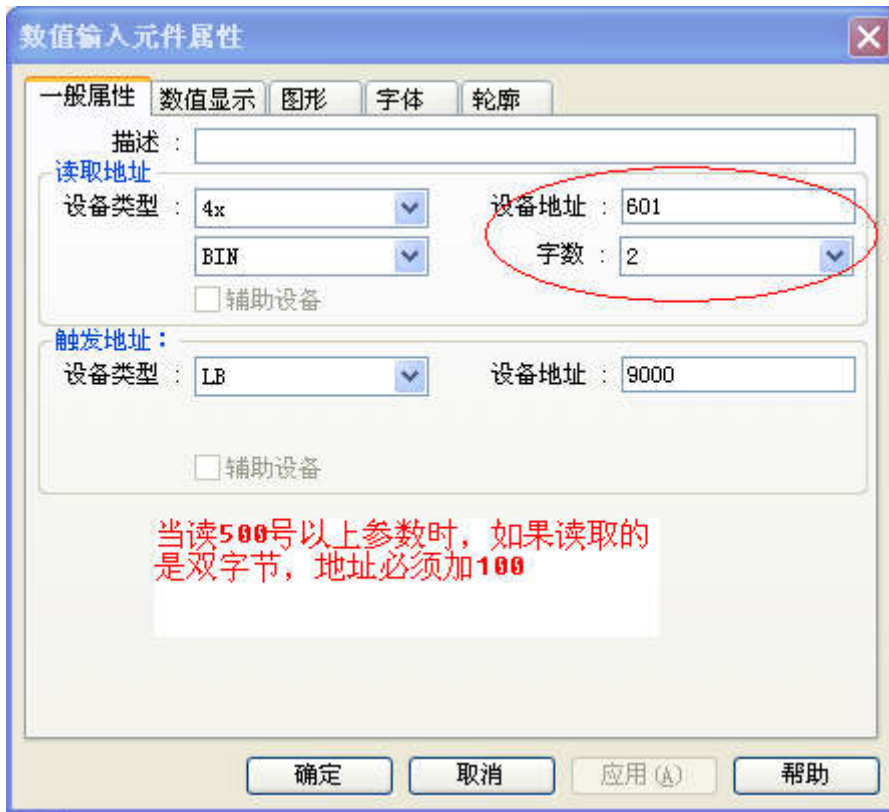 数值输入元件属性
一般属性 数值显示 图形 字体 轮廓
描述 :
读取地址
设备类型 : 4x 设备地址 : 601
BIN 字数 : 2
辅助设备
触发地址：
设备类型 : LB 设备地址 : 9000
辅助设备
当读500号以上参数时，如果读取的
是双字节，地址必须加100
确定 取消 应用(A) 帮助